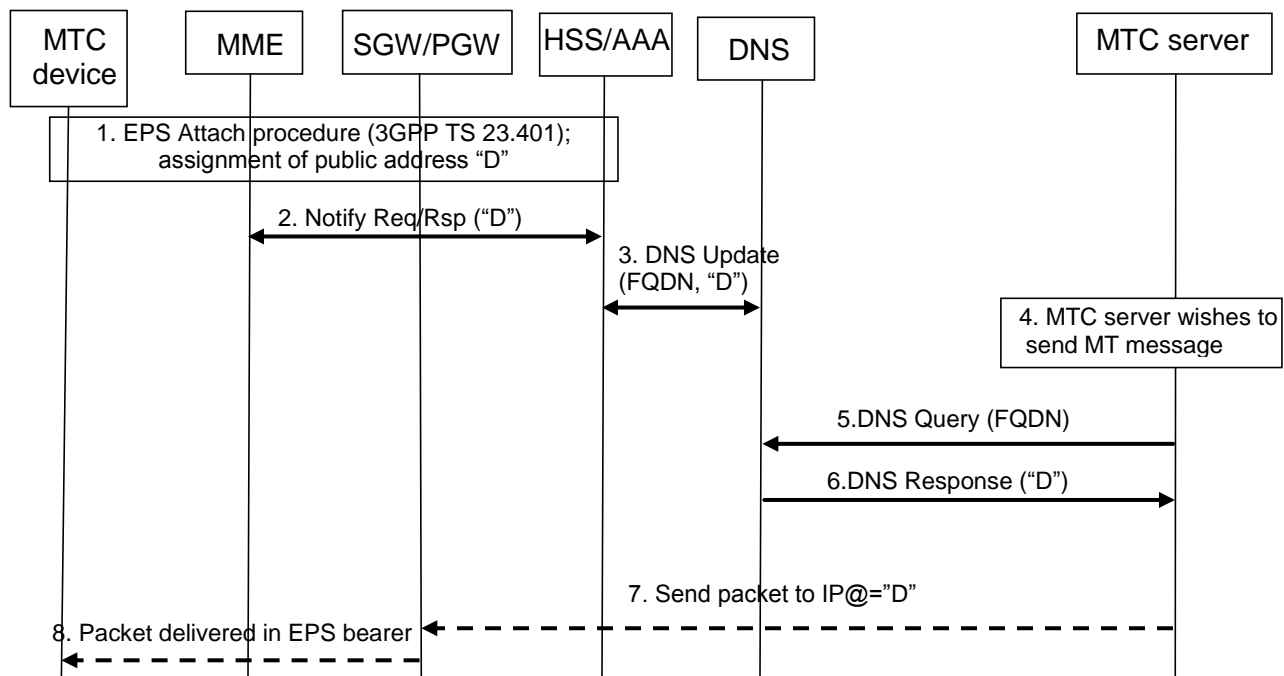 MTC
device
MME
SGW/PGW
HSS/AAA
DNS
MTC server
1. EPS Attach procedure (3GPP TS 23.401);
assignment of public address “D”
2. Notify Req/Rsp (“D”)
3. DNS Update
(FQDN, “D”)
4. MTC server wishes to
send MT message
5.DNS Query (FQDN)
6.DNS Response (“D”)
7. Send packet to IP@=”D”
8. Packet delivered in EPS bearer